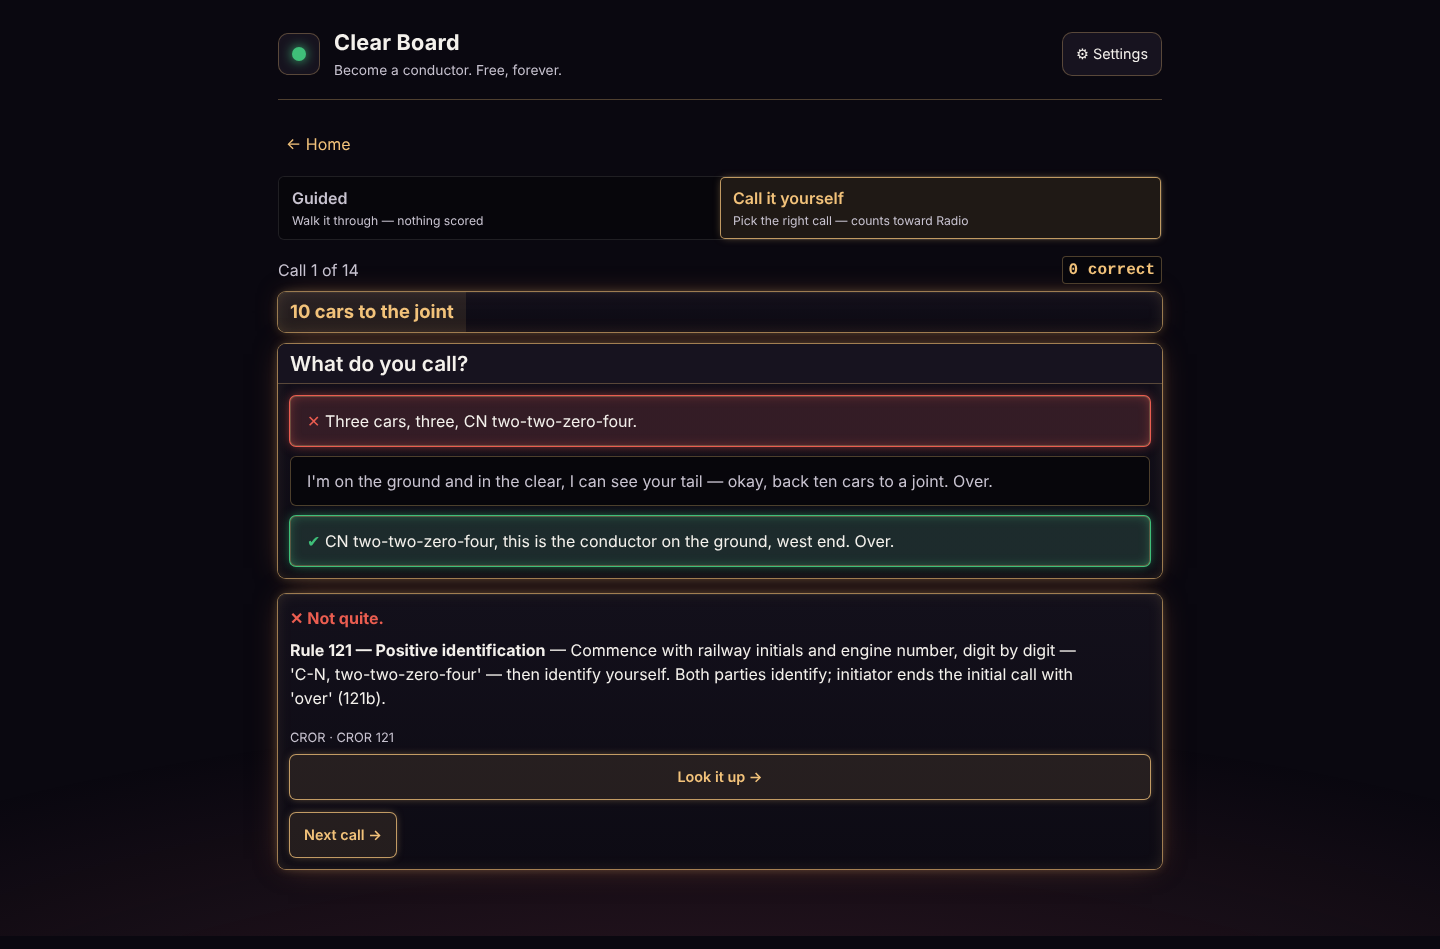 Clear Board
Become a conductor. Free, forever.
⚙ Settings
← Home
Guided
Walk it through — nothing scored
Call it yourself
Pick the right call — counts toward Radio
Call 1 of 14
0 correct
10 cars to the joint
What do you call?
✕ Three cars, three, CN two-two-zero-four.
I'm on the ground and in the clear, I can see your tail — okay, back ten cars to a joint. Over.
✔ CN two-two-zero-four, this is the conductor on the ground, west end. Over.
✕ Not quite.
Rule 121 — Positive identification — Commence with railway initials and engine number, digit by digit —
'C-N, two-two-zero-four' — then identify yourself. Both parties identify; initiator ends the initial call with
'over' (121b).
CROR · CROR 121
Look it up →
Next call →